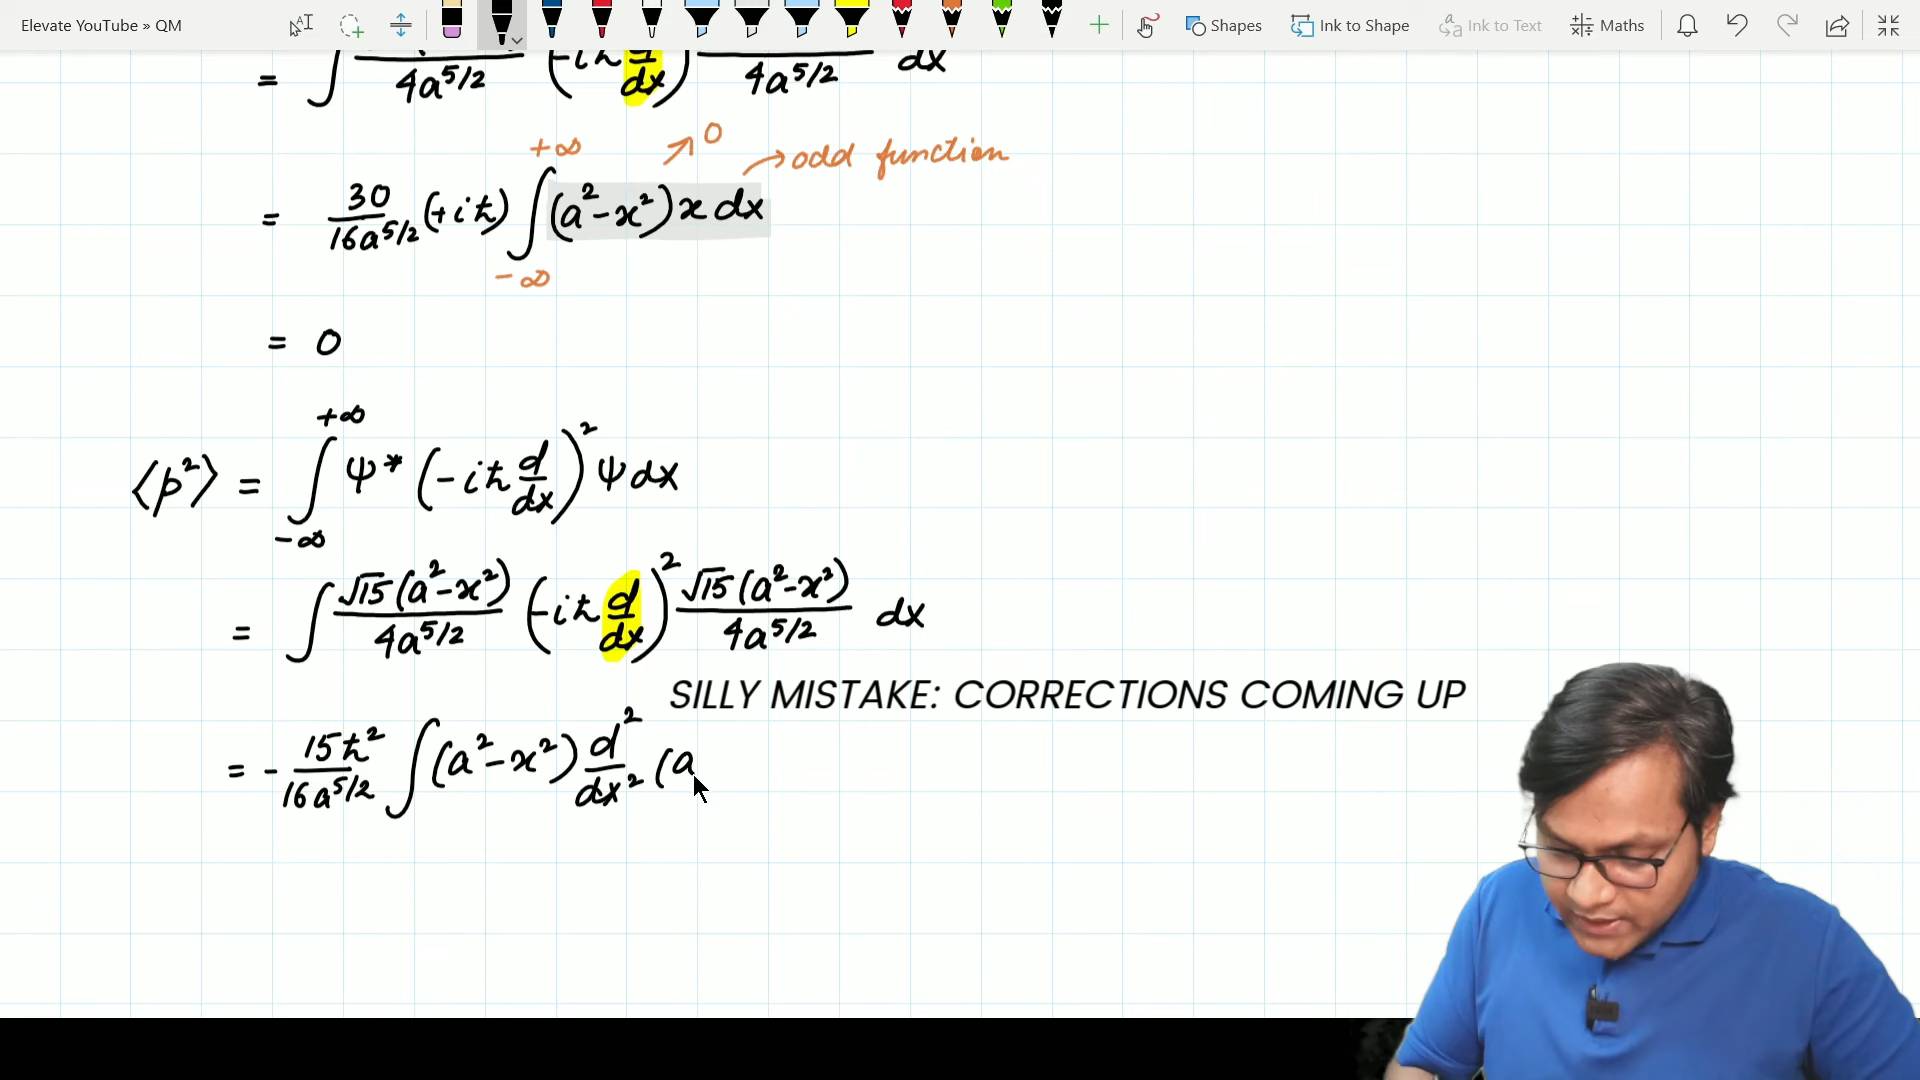 Elevate YouTube » QM
Shapes
Ink to Shape
Ink to Text
Maths
= ∫ 4a^5/2 (-iħ d/dx) 4a^5/2 dx
+∞ ↗0 →odd function
= 30/16a^5/2 (+iħ) ∫ (a²-x²) x dx
-∞
= 0
+∞
⟨p²⟩ = ∫ ψ* (-iħ d/dx)² ψ dx
-∞
= ∫ √15(a²-x²)/4a^5/2 (-iħ d/dx)² √15(a²-x²)/4a^5/2 dx
SILLY MISTAKE: CORRECTIONS COMING UP
= - 15ħ²/16a^5/2 ∫ (a²-x²) d²/dx² (a